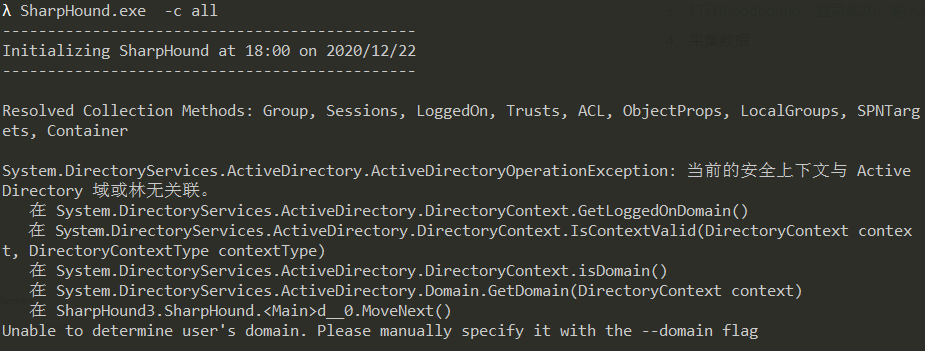 λ SharpHound.exe  -c all
-----------------------------------------------
Initializing SharpHound at 18:00 on 2020/12/22
-----------------------------------------------
Resolved Collection Methods: Group, Sessions, LoggedOn, Trusts, ACL, ObjectProps, LocalGroups, SPNTarg
ets, Container
System.DirectoryServices.ActiveDirectory.ActiveDirectoryOperationException: 当前的安全上下文与 Active
Directory 域或林无关联。
   在 System.DirectoryServices.ActiveDirectory.DirectoryContext.GetLoggedOnDomain()
   在 System.DirectoryServices.ActiveDirectory.DirectoryContext.IsContextValid(DirectoryContext contex
t, DirectoryContextType contextType)
   在 System.DirectoryServices.ActiveDirectory.DirectoryContext.isDomain()
   在 System.DirectoryServices.ActiveDirectory.Domain.GetDomain(DirectoryContext context)
   在 SharpHound3.SharpHound.<Main>d__0.MoveNext()
Unable to determine user's domain. Please manually specify it with the --domain flag